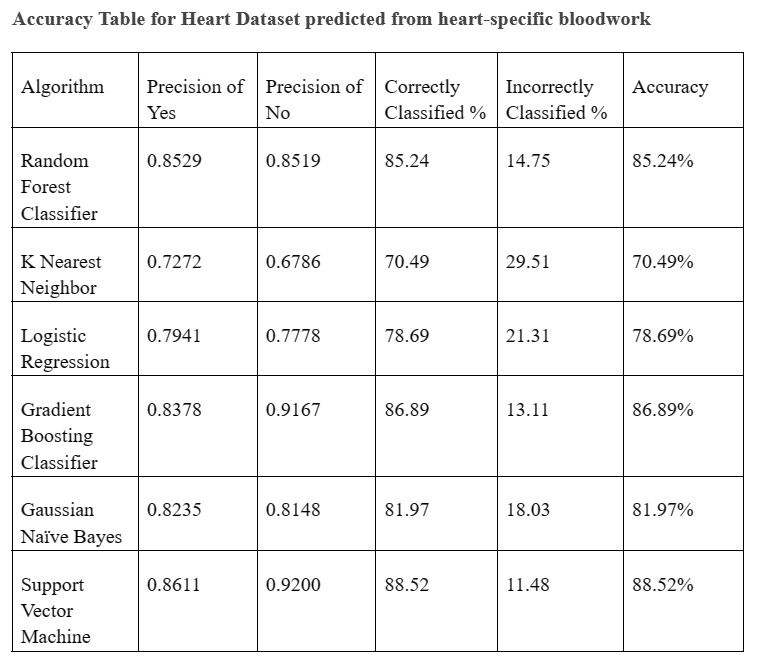 Accuracy Table for Heart Dataset predicted from heart-specific bloodwork
Algorithm Precision of Yes Precision of No Correctly Classified % Incorrectly Classified % Accuracy
Random Forest Classifier 0.8529 0.8519 85.24 14.75 85.24%
K Nearest Neighbor 0.7272 0.6786 70.49 29.51 70.49%
Logistic Regression 0.7941 0.7778 78.69 21.31 78.69%
Gradient Boosting Classifier 0.8378 0.9167 86.89 13.11 86.89%
Gaussian Naïve Bayes 0.8235 0.8148 81.97 18.03 81.97%
Support Vector Machine 0.8611 0.9200 88.52 11.48 88.52%